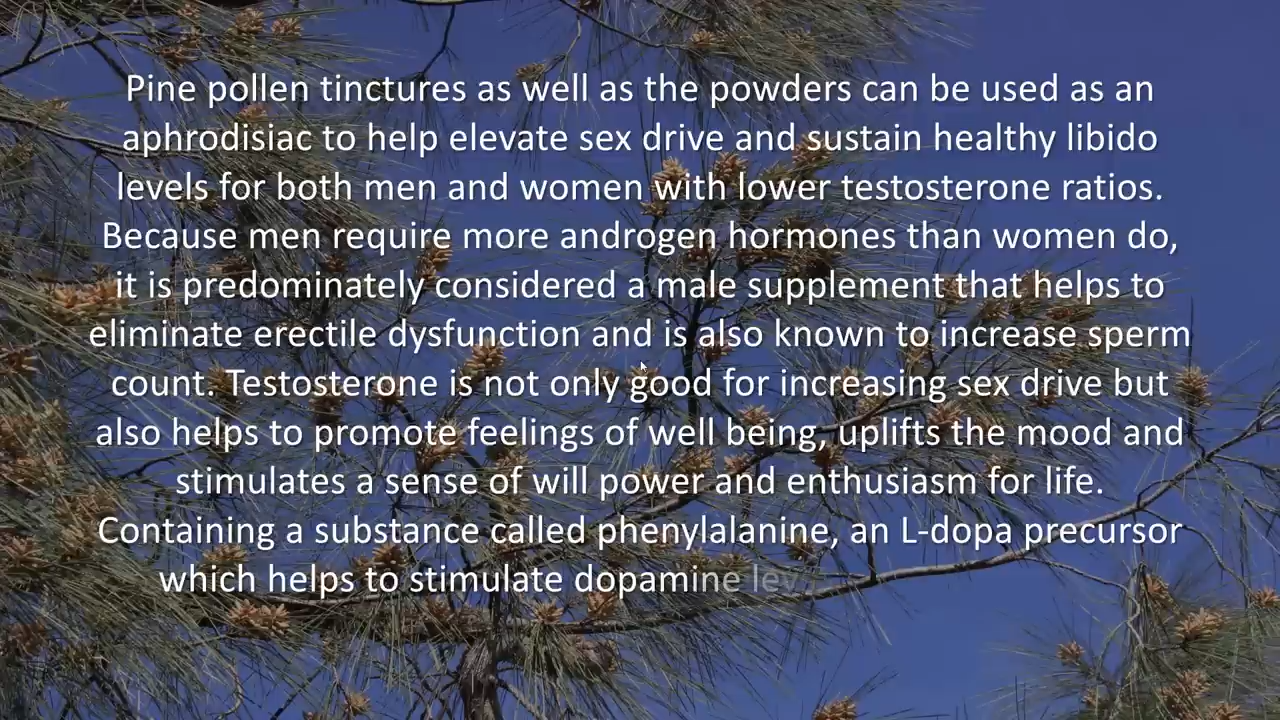 Pine pollen tinctures as well as the powders can be used as an
aphrodisiac to help elevate sex drive and sustain healthy libido
levels for both men and women with lower testosterone ratios.
Because men require more androgen hormones than women do,
it is predominately considered a male supplement that helps to
eliminate erectile dysfunction and is also known to increase sperm
count. Testosterone is not only good for increasing sex drive but
also helps to promote feelings of well being, uplifts the mood and
stimulates a sense of will power and enthusiasm for life.
Containing a substance called phenylalanine, an L-dopa precursor
which helps to stimulate dopamine lev